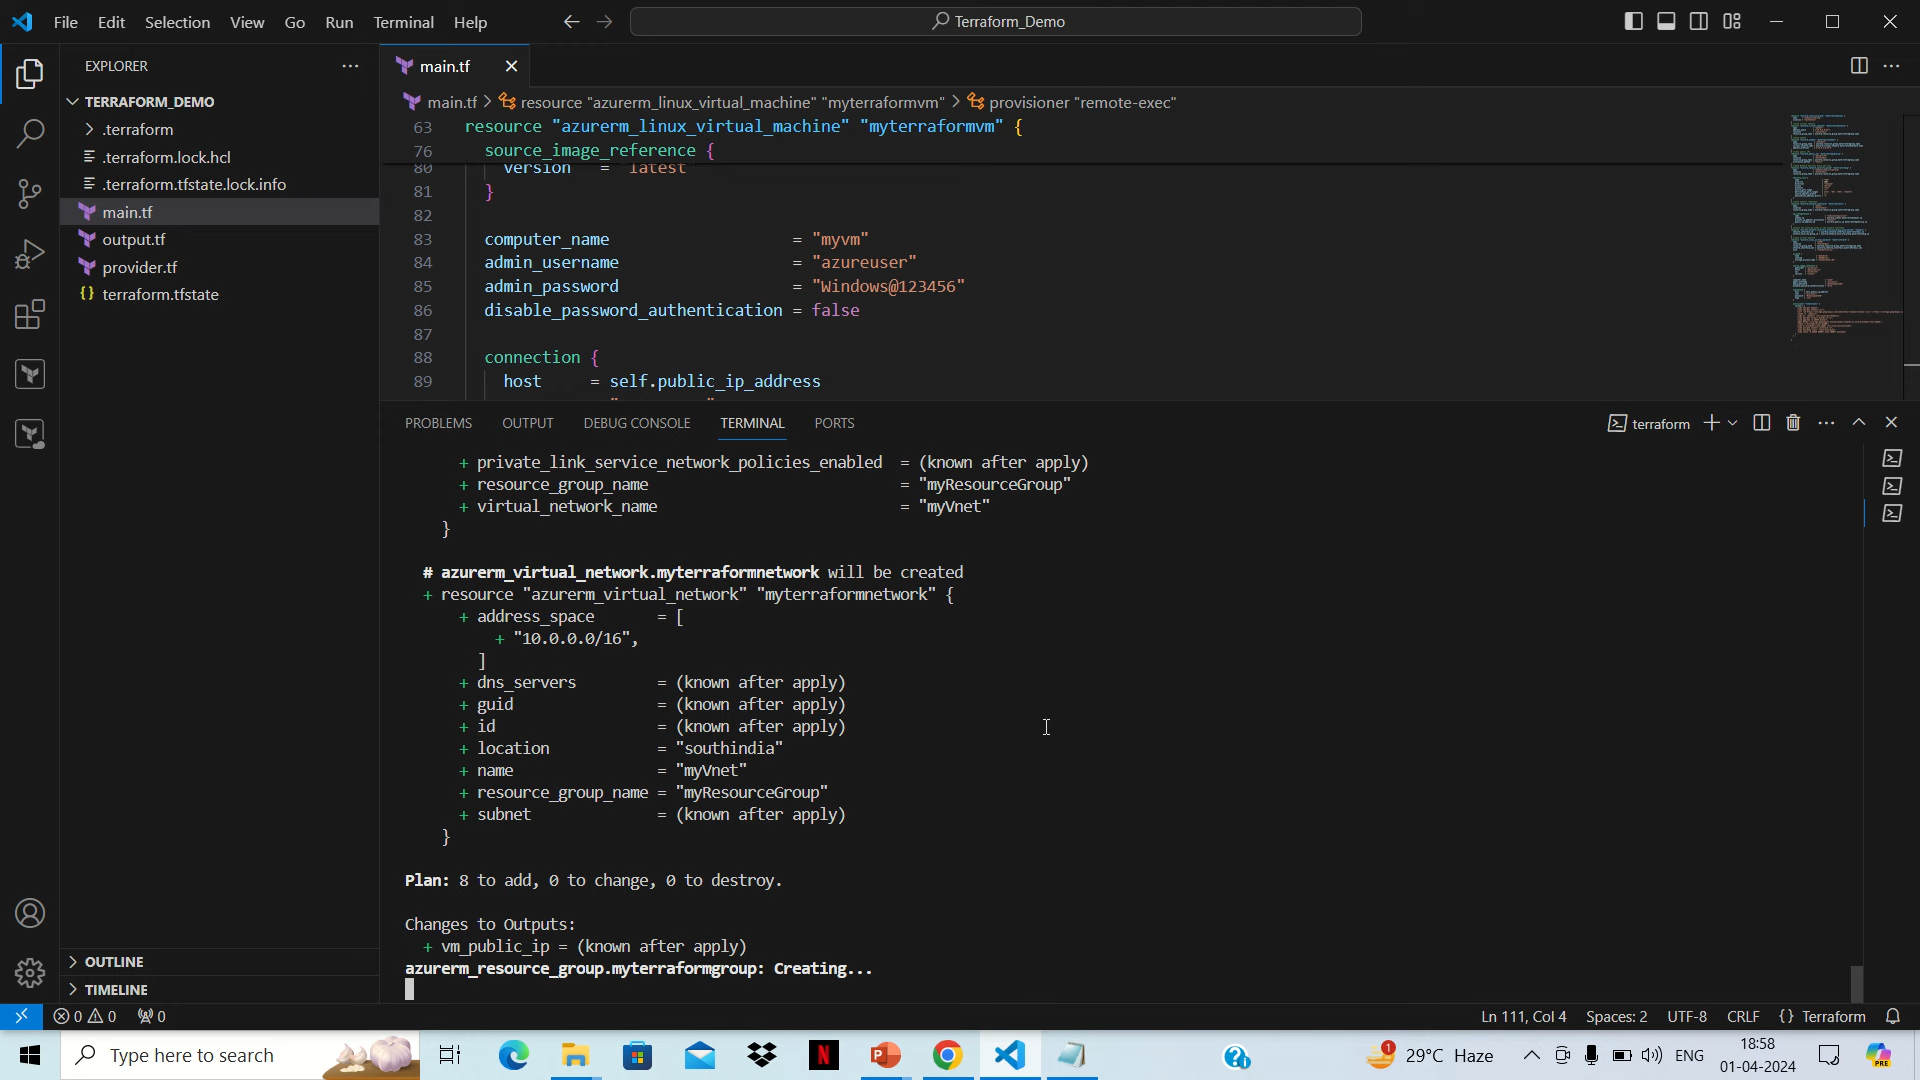 File Edit Selection View Go Run Terminal Help
Terraform_Demo
EXPLORER
TERRAFORM_DEMO
.terraform
.terraform.lock.hcl
.terraform.tfstate.lock.info
main.tf
output.tf
provider.tf
{} terraform.tfstate
OUTLINE
TIMELINE
main.tf
main.tf > resource "azurerm_linux_virtual_machine" "myterraformvm" > provisioner "remote-exec"
63 resource "azurerm_linux_virtual_machine" "myterraformvm" {
76 source_image_reference {
80 version = "latest"
81 }
82
83 computer_name = "myvm"
84 admin_username = "azureuser"
85 admin_password = "Windows@123456"
86 disable_password_authentication = false
87
88 connection {
89 host = self.public_ip_address
PROBLEMS OUTPUT DEBUG CONSOLE TERMINAL PORTS
terraform
+ private_link_service_network_policies_enabled = (known after apply)
+ resource_group_name = "myResourceGroup"
+ virtual_network_name = "myVnet"
}
# azurerm_virtual_network.myterraformnetwork will be created
+ resource "azurerm_virtual_network" "myterraformnetwork" {
+ address_space = [
+ "10.0.0.0/16",
]
+ dns_servers = (known after apply)
+ guid = (known after apply)
+ id = (known after apply)
+ location = "southindia"
+ name = "myVnet"
+ resource_group_name = "myResourceGroup"
+ subnet = (known after apply)
}
Plan: 8 to add, 0 to change, 0 to destroy.
Changes to Outputs:
+ vm_public_ip = (known after apply)
azurerm_resource_group.myterraformgroup: Creating...
0 0 0
Ln 111, Col 4 Spaces: 2 UTF-8 CRLF {} Terraform
Type here to search
N
P
1
29°C Haze
ENG
18:58
01-04-2024
PRE